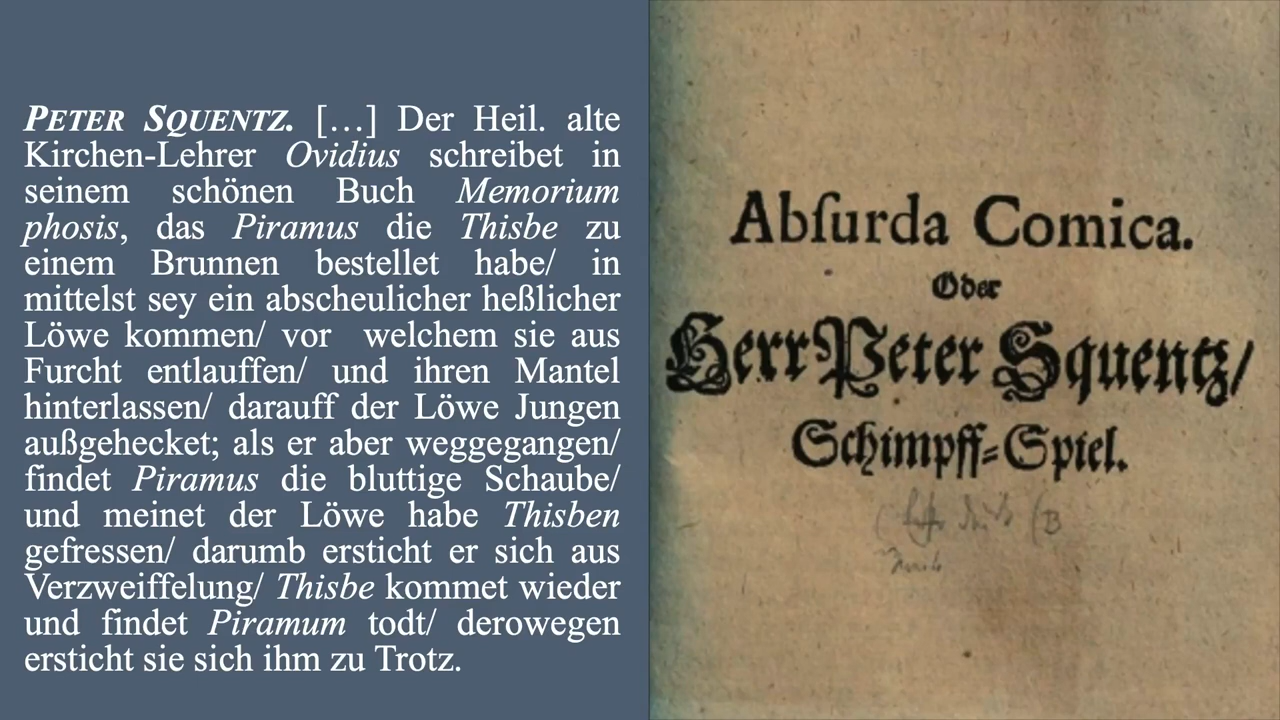 PETER SQUENTZ. […] Der Heil. alte
Kirchen-Lehrer Ovidius schreibet in
seinem schönen Buch Memorium
phosis, das Piramus die Thisbe zu
einem Brunnen bestellet habe/ in
mittelst sey ein abscheulicher heßlicher
Löwe kommen/ vor welchem sie aus
Furcht entlauffen/ und ihren Mantel
hinterlassen/ darauff der Löwe Jungen
außgehecket; als er aber weggegangen/
findet Piramus die bluttige Schaube/
und meinet der Löwe habe Thisben
gefressen/ darumb ersticht er sich aus
Verzweiffelung/ Thisbe kommet wieder
und findet Piramum todt/ derowegen
ersticht sie sich ihm zu Trotz.
Abſurda Comica.
Oder
Herr Peter Squentz/
Schimpff-Spiel.